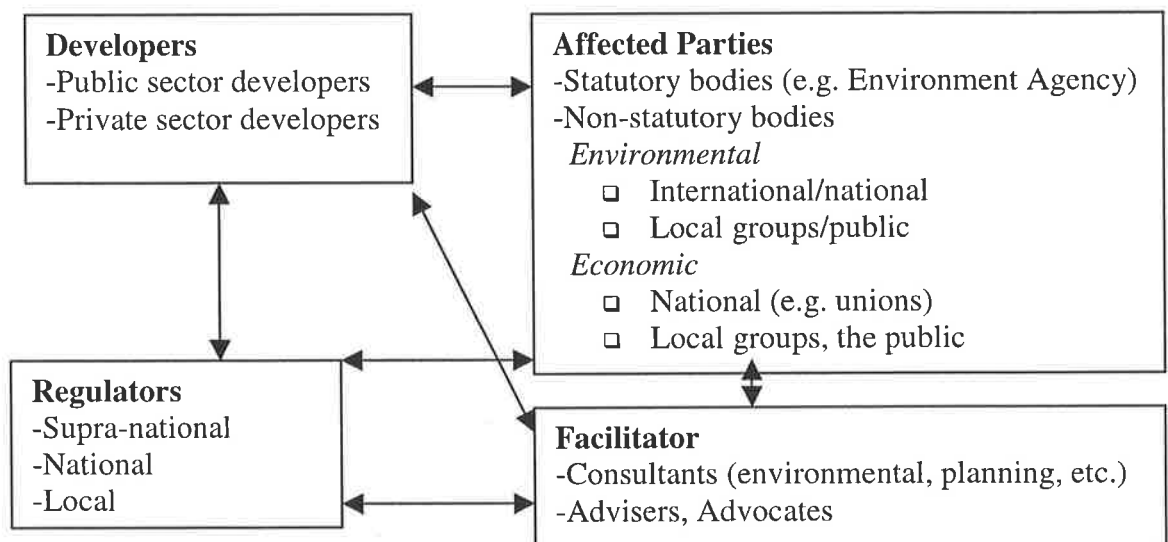 Developers
-Public sector developers
-Private sector developers
Affected Parties
-Statutory bodies (e.g. Environment Agency)
-Non-statutory bodies
Environmental
❑ International/national
❑ Local groups/public
Economic
❑ National (e.g. unions)
❑ Local groups, the public
Regulators
-Supra-national
-National
-Local
Facilitator
-Consultants (environmental, planning, etc.)
-Advisers, Advocates